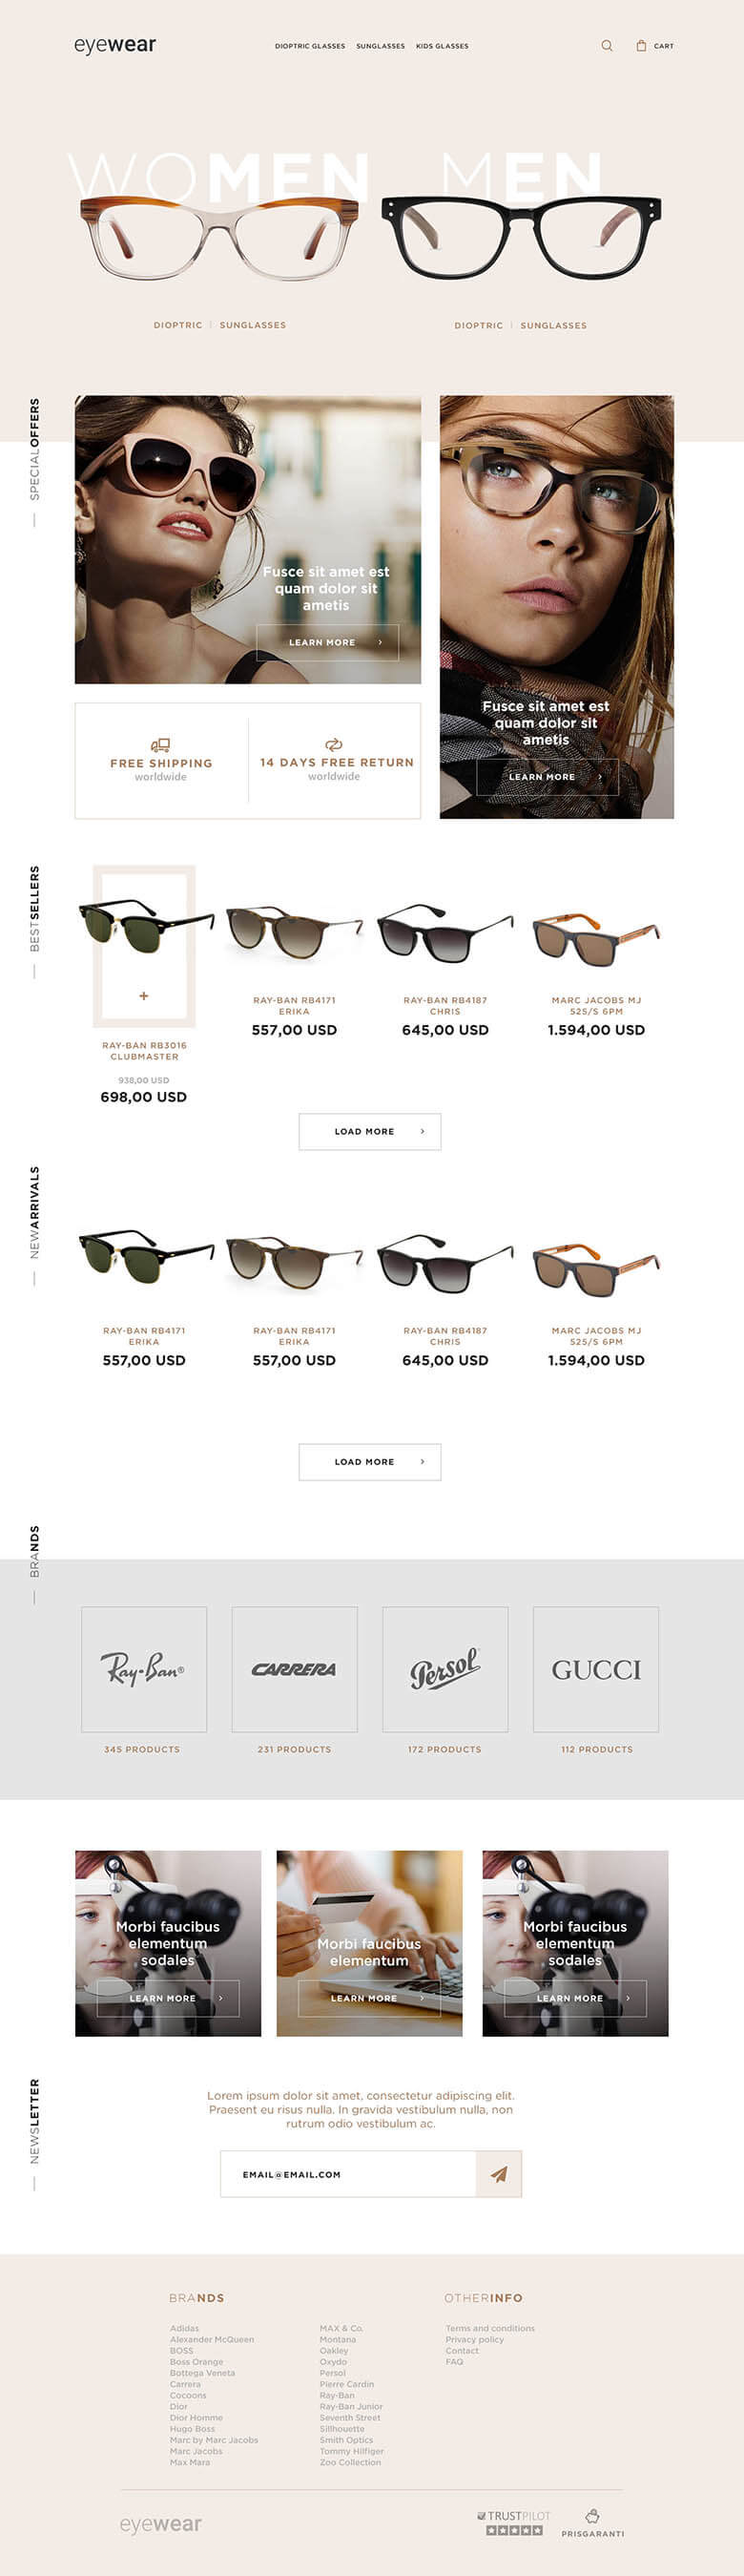 eyewear
DIOPTRIC GLASSES SUNGLASSES KIDS GLASSES
CART
WOMEN MEN
DIOPTRIC | SUNGLASSES
DIOPTRIC | SUNGLASSES
SPECIALOFFERS
Fusce sit amet est
quam dolor sit
ametis
LEARN MORE >
Fusce sit amet est
quam dolor sit
ametis
LEARN MORE >
FREE SHIPPING
worldwide
14 DAYS FREE RETURN
worldwide
BESTSELLERS
+
RAY-BAN RB3016
CLUBMASTER
938,00 USD
698,00 USD
RAY-BAN RB4171
ERIKA
557,00 USD
RAY-BAN RB4187
CHRIS
645,00 USD
MARC JACOBS MJ
525/S 6PM
1.594,00 USD
LOAD MORE >
NEWARRIVALS
RAY-BAN RB4171
ERIKA
557,00 USD
RAY-BAN RB4171
ERIKA
557,00 USD
RAY-BAN RB4187
CHRIS
645,00 USD
MARC JACOBS MJ
525/S 6PM
1.594,00 USD
LOAD MORE >
BRANDS
Ray-Ban®
CARRERA
Persol
GUCCI
345 PRODUCTS
231 PRODUCTS
172 PRODUCTS
112 PRODUCTS
Morbi faucibus
elementum
sodales
LEARN MORE >
Morbi faucibus
elementum
LEARN MORE >
Morbi faucibus
elementum
sodales
LEARN MORE >
NEWSLETTER
Lorem ipsum dolor sit amet, consectetur adipiscing elit.
Praesent eu risus nulla. In gravida vestibulum nulla, non
rutrum odio vestibulum ac.
EMAIL@EMAIL.COM
BRANDS
Adidas
Alexander McQueen
BOSS
Boss Orange
Bottega Veneta
Carrera
Cocoons
Dior
Dior Homme
Hugo Boss
Marc by Marc Jacobs
Marc Jacobs
Max Mara
MAX & Co.
Montana
Oakley
Oxydo
Persol
Pierre Cardin
Ray-Ban
Ray-Ban Junior
Seventh Street
Sillhouette
Smith Optics
Tommy Hilfiger
Zoo Collection
OTHERINFO
Terms and conditions
Privacy policy
Contact
FAQ
eyewear
TRUSTPILOT
PRISGARANTI